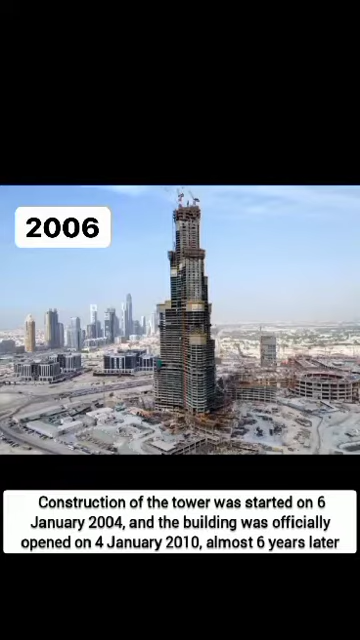 2006
Construction of the tower was started on 6
January 2004, and the building was officially
opened on 4 January 2010, almost 6 years later